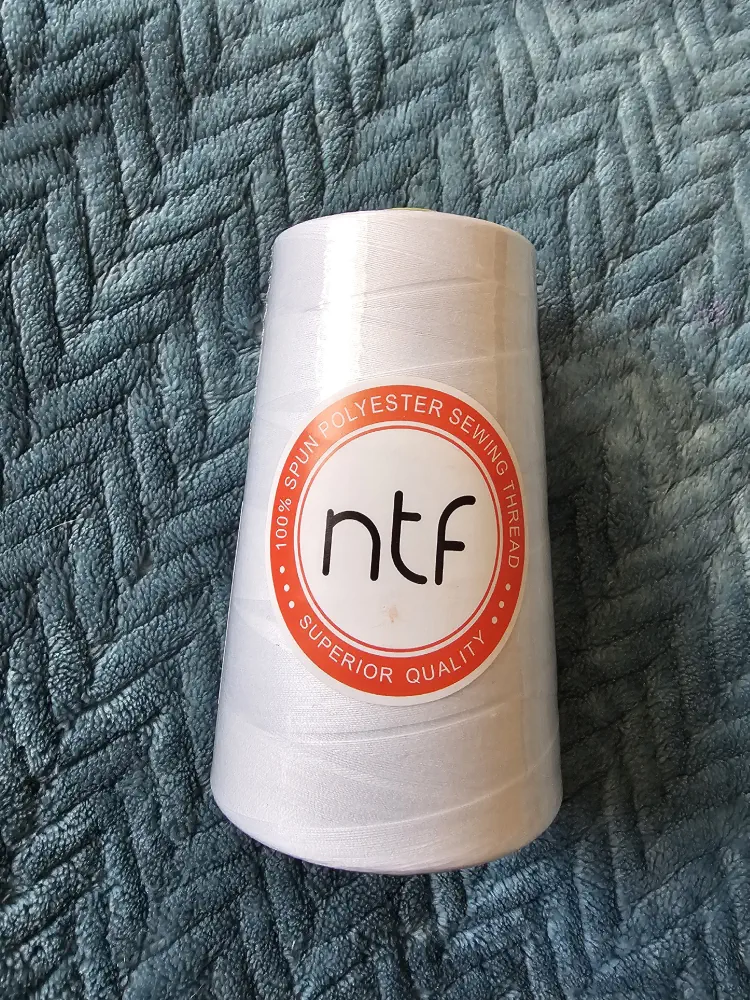 100% SPUN POLYESTER SEWING THREAD
ntf
SUPERIOR QUALITY